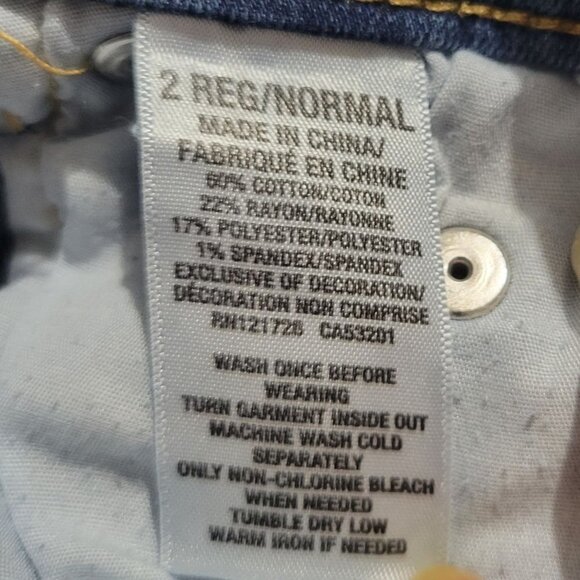 2 REG/NORMAL
MADE IN CHINA/
FABRIQUÉ EN CHINE
60% COTTON/COTON
22% RAYON/RAYONNE
17% POLYESTER/POLYESTER
1% SPANDEX/SPANDEX
EXCLUSIVE OF DECORATION/
DÉCORATION NON COMPRISE
RN121726 CA53201
WASH ONCE BEFORE
WEARING
TURN GARMENT INSIDE OUT
MACHINE WASH COLD
SEPARATELY
ONLY NON-CHLORINE BLEACH
WHEN NEEDED
TUMBLE DRY LOW
WARM IRON IF NEEDED